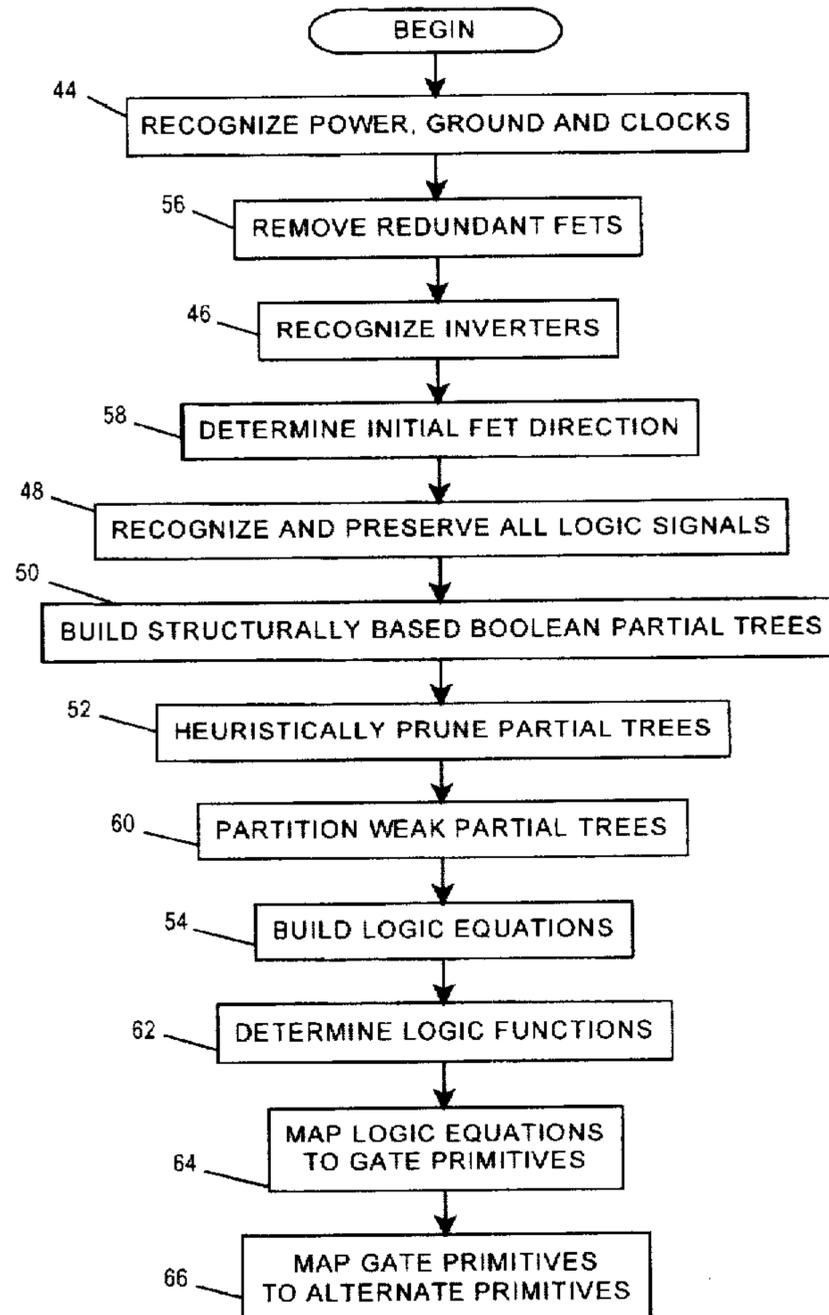 BEGIN
44
RECOGNIZE POWER, GROUND AND CLOCKS
56
REMOVE REDUNDANT FETS
46
RECOGNIZE INVERTERS
58
DETERMINE INITIAL FET DIRECTION
48
RECOGNIZE AND PRESERVE ALL LOGIC SIGNALS
50
BUILD STRUCTURALLY BASED BOOLEAN PARTIAL TREES
52
HEURISTICALLY PRUNE PARTIAL TREES
60
PARTITION WEAK PARTIAL TREES
54
BUILD LOGIC EQUATIONS
62
DETERMINE LOGIC FUNCTIONS
64
MAP LOGIC EQUATIONS
TO GATE PRIMITIVES
66
MAP GATE PRIMITIVES
TO ALTERNATE PRIMITIVES